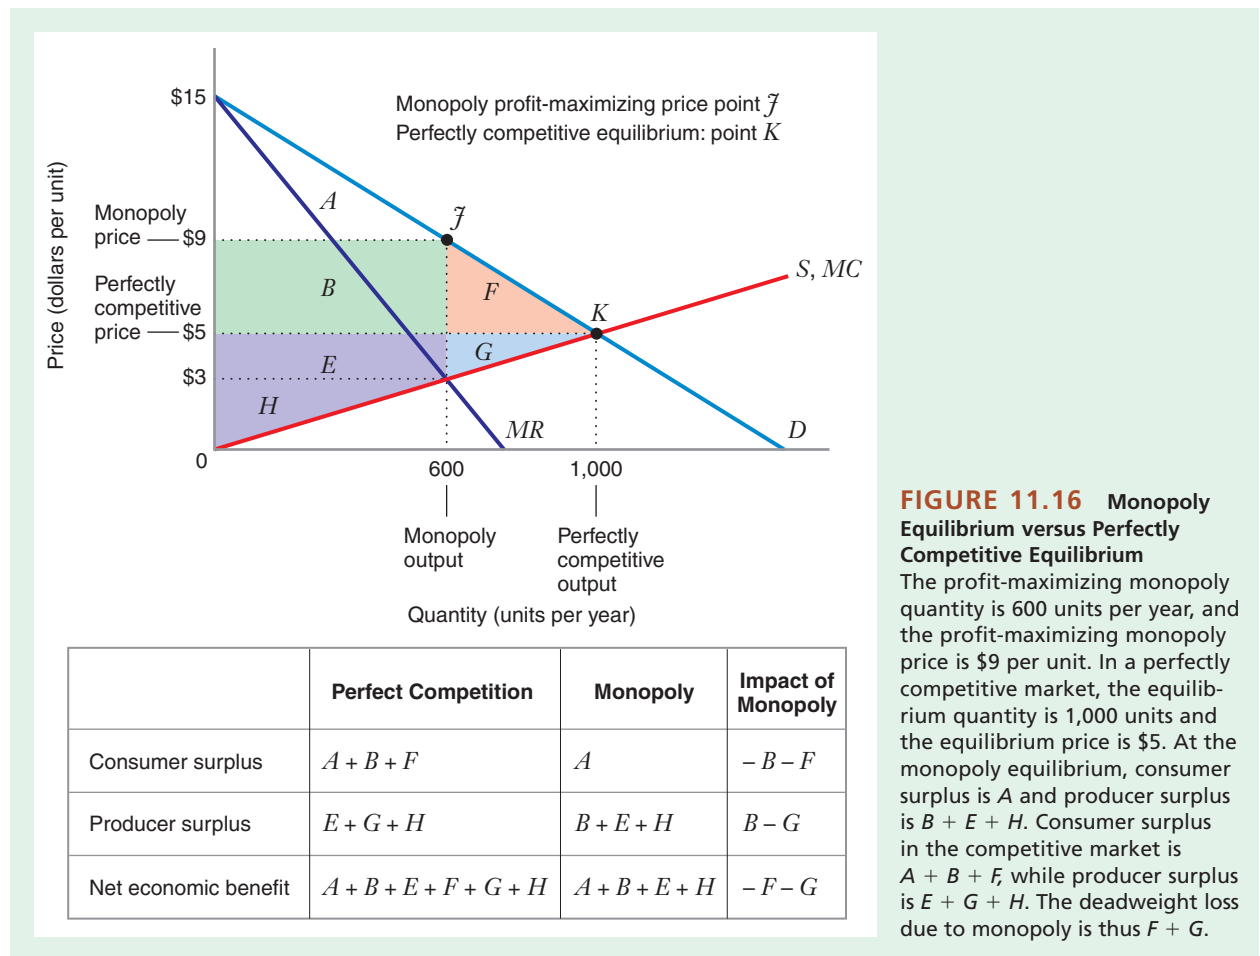 $15
Monopoly profit-maximizing price point J
Perfectly competitive equilibrium: point K
Price (dollars per unit)
A
J
Monopoly
price
$9
S, MC
Perfectly
competitive
price
$5
B
F
K
E
G
$3
H
MR
D
0
600
1,000
Monopoly
output
Perfectly
competitive
output
Quantity (units per year)
Perfect Competition
Monopoly
Impact of
Monopoly
Consumer surplus
A + B + F
A
– B – F
Producer surplus
E + G + H
B + E + H
B – G
Net economic benefit
A + B + E + F + G + H
A + B + E + H
– F – G
FIGURE 11.16 Monopoly
Equilibrium versus Perfectly
Competitive Equilibrium
The profit-maximizing monopoly
quantity is 600 units per year, and
the profit-maximizing monopoly
price is $9 per unit. In a perfectly
competitive market, the equilib-
rium quantity is 1,000 units and
the equilibrium price is $5. At the
monopoly equilibrium, consumer
surplus is A and producer surplus
is B + E + H. Consumer surplus
in the competitive market is
A + B + F, while producer surplus
is E + G + H. The deadweight loss
due to monopoly is thus F + G.